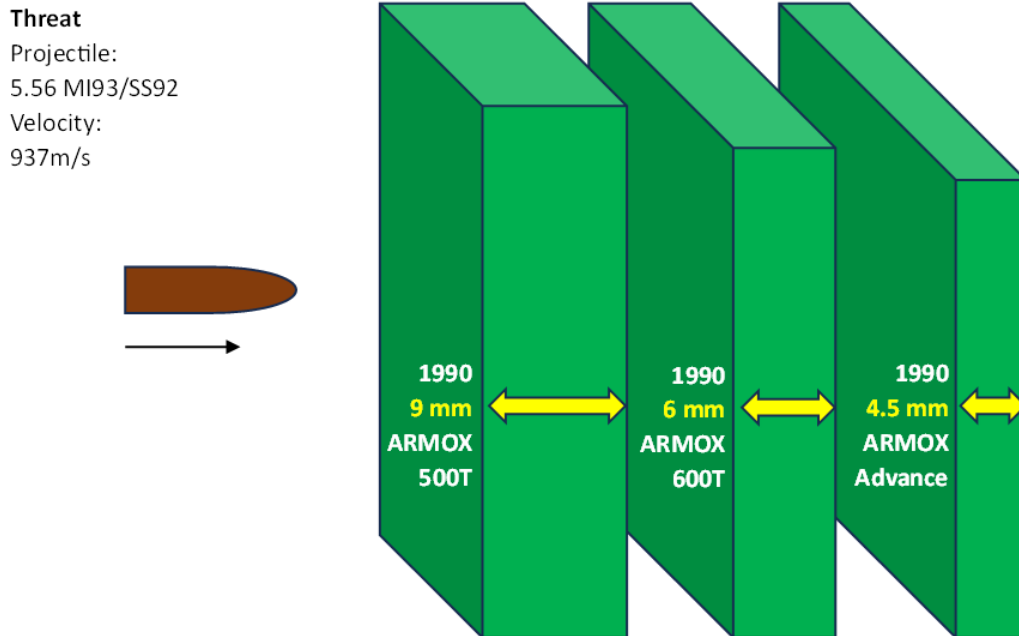 Threat
Projectile:
5.56 MI93/SS92
Velocity:
937m/s
1990
9 mm
ARMOX
500T
1990
6 mm
ARMOX
600T
1990
4.5 mm
ARMOX
Advance